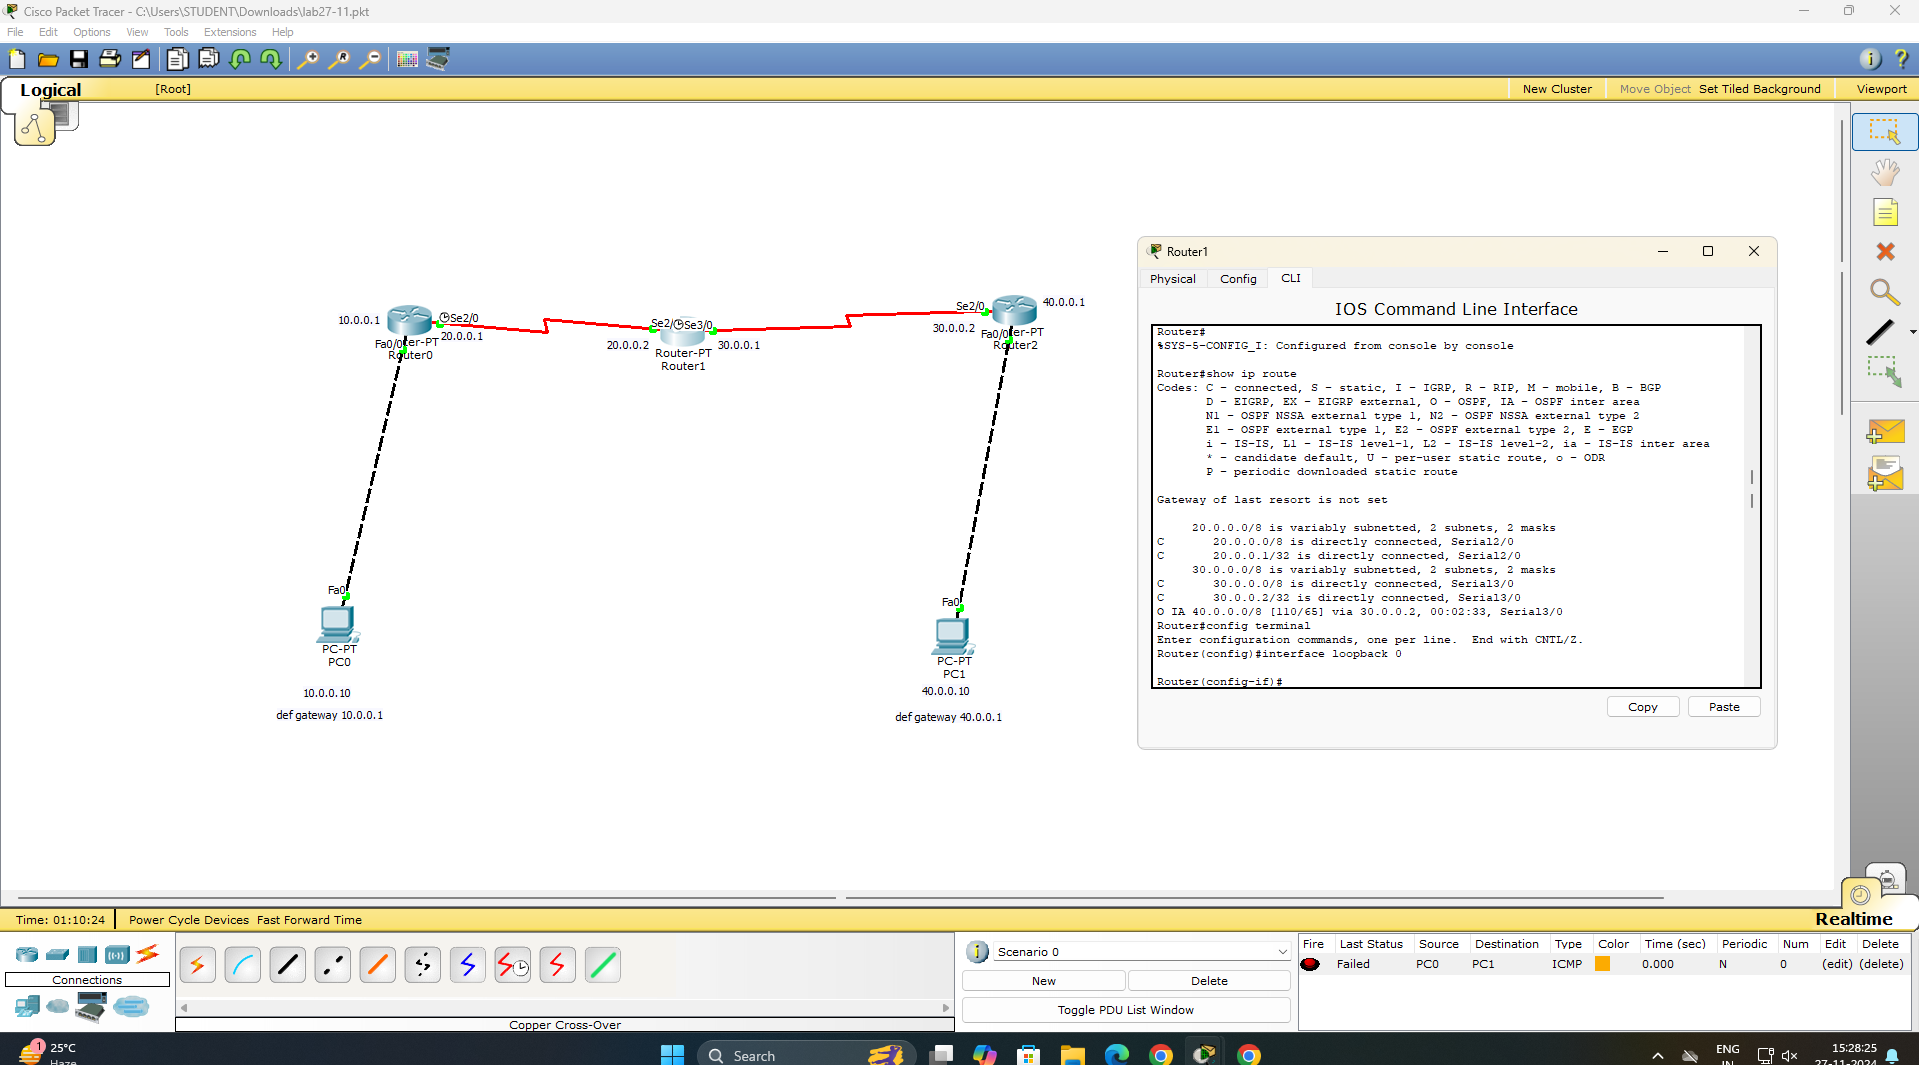 Cisco Packet Tracer - C:\Users\STUDENT\Downloads\lab27-11.pkt
File Edit Options View Tools Extensions Help
Logical [Root] New Cluster Move Object Set Tiled Background Viewport
Router1
Physical Config CLI
IOS Command Line Interface
Router#
%SYS-5-CONFIG_I: Configured from console by console
Router#show ip route
Codes: C - connected, S - static, I - IGRP, R - RIP, M - mobile, B - BGP
D - EIGRP, EX - EIGRP external, O - OSPF, IA - OSPF inter area
N1 - OSPF NSSA external type 1, N2 - OSPF NSSA external type 2
E1 - OSPF external type 1, E2 - OSPF external type 2, E - EGP
i - IS-IS, L1 - IS-IS level-1, L2 - IS-IS level-2, ia - IS-IS inter area
* - candidate default, U - per-user static route, o - ODR
P - periodic downloaded static route
Gateway of last resort is not set
20.0.0.0/8 is variably subnetted, 2 subnets, 2 masks
C 20.0.0.0/8 is directly connected, Serial2/0
C 20.0.0.1/32 is directly connected, Serial2/0
30.0.0.0/8 is variably subnetted, 2 subnets, 2 masks
C 30.0.0.0/8 is directly connected, Serial3/0
C 30.0.0.2/32 is directly connected, Serial3/0
O IA 40.0.0.0/8 [110/65] via 30.0.0.2, 00:02:33, Serial3/0
Router#config terminal
Enter configuration commands, one per line. End with CNTL/Z.
Router(config)#interface loopback 0
Router(config-if)#
Copy Paste
10.0.0.1
Se2/0
20.0.0.1
Fa0/0
ter-PT
Router0
Se2/
Se3/0
20.0.0.2
30.0.0.1
Router-PT
Router1
Se2/0
40.0.0.1
30.0.0.2
Fa0/0
ter-PT
Router2
Fa0
PC-PT
PC0
10.0.0.10
def gateway 10.0.0.1
Fa0
PC-PT
PC1
40.0.0.10
def gateway 40.0.0.1
Time: 01:10:24 Power Cycle Devices Fast Forward Time
Realtime
Connections
Copper Cross-Over
Scenario 0
New Delete
Toggle PDU List Window
Fire Last Status Source Destination Type Color Time (sec) Periodic Num Edit Delete
Failed PC0 PC1 ICMP 0.000 N 0 (edit) (delete)
1
25°C
Haze
Search
ENG
IN
15:28:25
27-11-2024